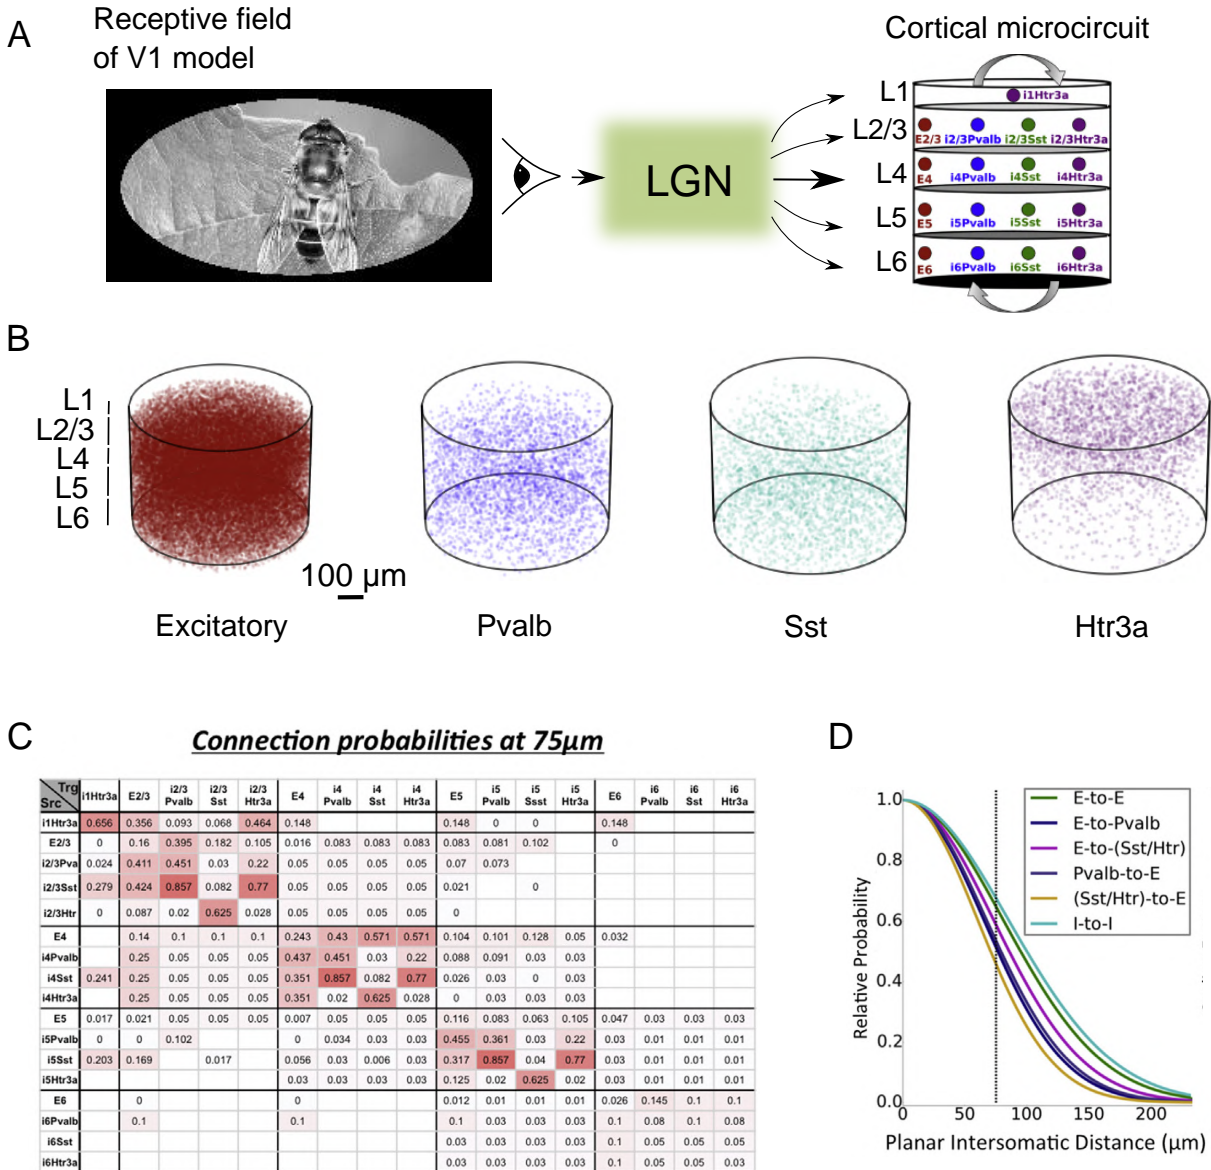 A
Receptive field
of V1 model
Cortical microcircuit
LGN
L1
L2/3
L4
L5
L6
i1Htr3a
E2/3 i2/3Pvalb i2/3Sst i2/3Htr3a
E4 i4Pvalb i4Sst i4Htr3a
E5 i5Pvalb i5Sst i5Htr3a
E6 i6Pvalb i6Sst i6Htr3a
B
L1
L2/3
L4
L5
L6
100 µm
Excitatory
Pvalb
Sst
Htr3a
C
Connection probabilities at 75µm
Trg
Src
i1Htr3a E2/3 i2/3 Pvalb i2/3 Sst i2/3 Htr3a E4 i4 Pvalb i4 Sst i4 Htr3a E5 i5 Pvalb i5 Ssst i5 Htr3a E6 i6 Pvalb i6 Sst i6 Htr3a
i1Htr3a 0.656 0.356 0.093 0.068 0.464 0.148 0.148 0 0 0.148
E2/3 0 0.16 0.395 0.182 0.105 0.016 0.083 0.083 0.083 0.083 0.081 0.102 0
i2/3Pva 0.024 0.411 0.451 0.03 0.22 0.05 0.05 0.05 0.05 0.07 0.073
i2/3Sst 0.279 0.424 0.857 0.082 0.77 0.05 0.05 0.05 0.05 0.021 0
i2/3Htr 0 0.087 0.02 0.625 0.028 0.05 0.05 0.05 0.05 0
E4 0.14 0.1 0.1 0.1 0.243 0.43 0.571 0.571 0.104 0.101 0.128 0.05 0.032
i4Pvalb 0.25 0.05 0.05 0.05 0.437 0.451 0.03 0.22 0.088 0.091 0.03 0.03
i4Sst 0.241 0.25 0.05 0.05 0.05 0.351 0.857 0.082 0.77 0.026 0.03 0 0.03
i4Htr3a 0.25 0.05 0.05 0.05 0.351 0.02 0.625 0.028 0 0.03 0.03 0.03
E5 0.017 0.021 0.05 0.05 0.05 0.007 0.05 0.05 0.05 0.116 0.083 0.063 0.105 0.047 0.03 0.03 0.03
i5Pvalb 0 0 0.102 0 0.034 0.03 0.03 0.455 0.361 0.03 0.22 0.03 0.01 0.01 0.01
i5Sst 0.203 0.169 0.017 0.056 0.03 0.006 0.03 0.317 0.857 0.04 0.77 0.03 0.01 0.01 0.01
i5Htr3a 0.03 0.03 0.03 0.03 0.125 0.02 0.625 0.02 0.03 0.01 0.01 0.01
E6 0 0 0.012 0.01 0.01 0.01 0.026 0.145 0.1 0.1
i6Pvalb 0.1 0.1 0.1 0.03 0.03 0.03 0.1 0.08 0.1 0.08
i6Sst 0.03 0.03 0.03 0.03 0.1 0.05 0.05 0.05
i6Htr3a 0.03 0.03 0.03 0.03 0.1 0.05 0.05 0.03
D
Relative Probability
1.0
0.8
0.6
0.4
0.2
0.0
0 50 100 150 200
Planar Intersomatic Distance (µm)
E-to-E
E-to-Pvalb
E-to-(Sst/Htr)
Pvalb-to-E
(Sst/Htr)-to-E
I-to-I